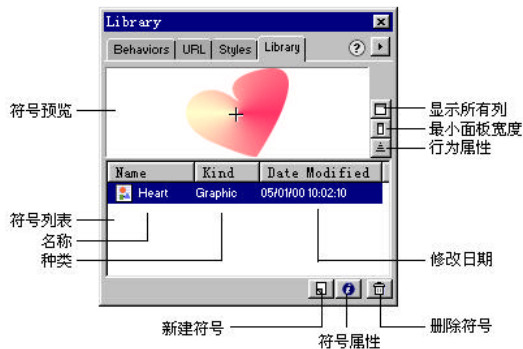 Library
Behaviors URL Styles Library ?
符号预览
显示所有列
最小面板宽度
行为属性
Name Kind Date Modified
Heart Graphic 05/01/00 10:02:10
符号列表
名称
种类
修改日期
新建符号
符号属性
删除符号